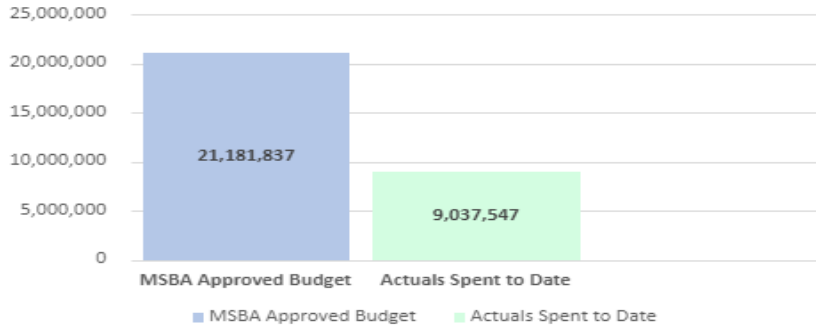 25,000,000
20,000,000
15,000,000
10,000,000
5,000,000
0
21,181,837
9,037,547
MSBA Approved Budget
Actuals Spent to Date
MSBA Approved Budget
Actuals Spent to Date